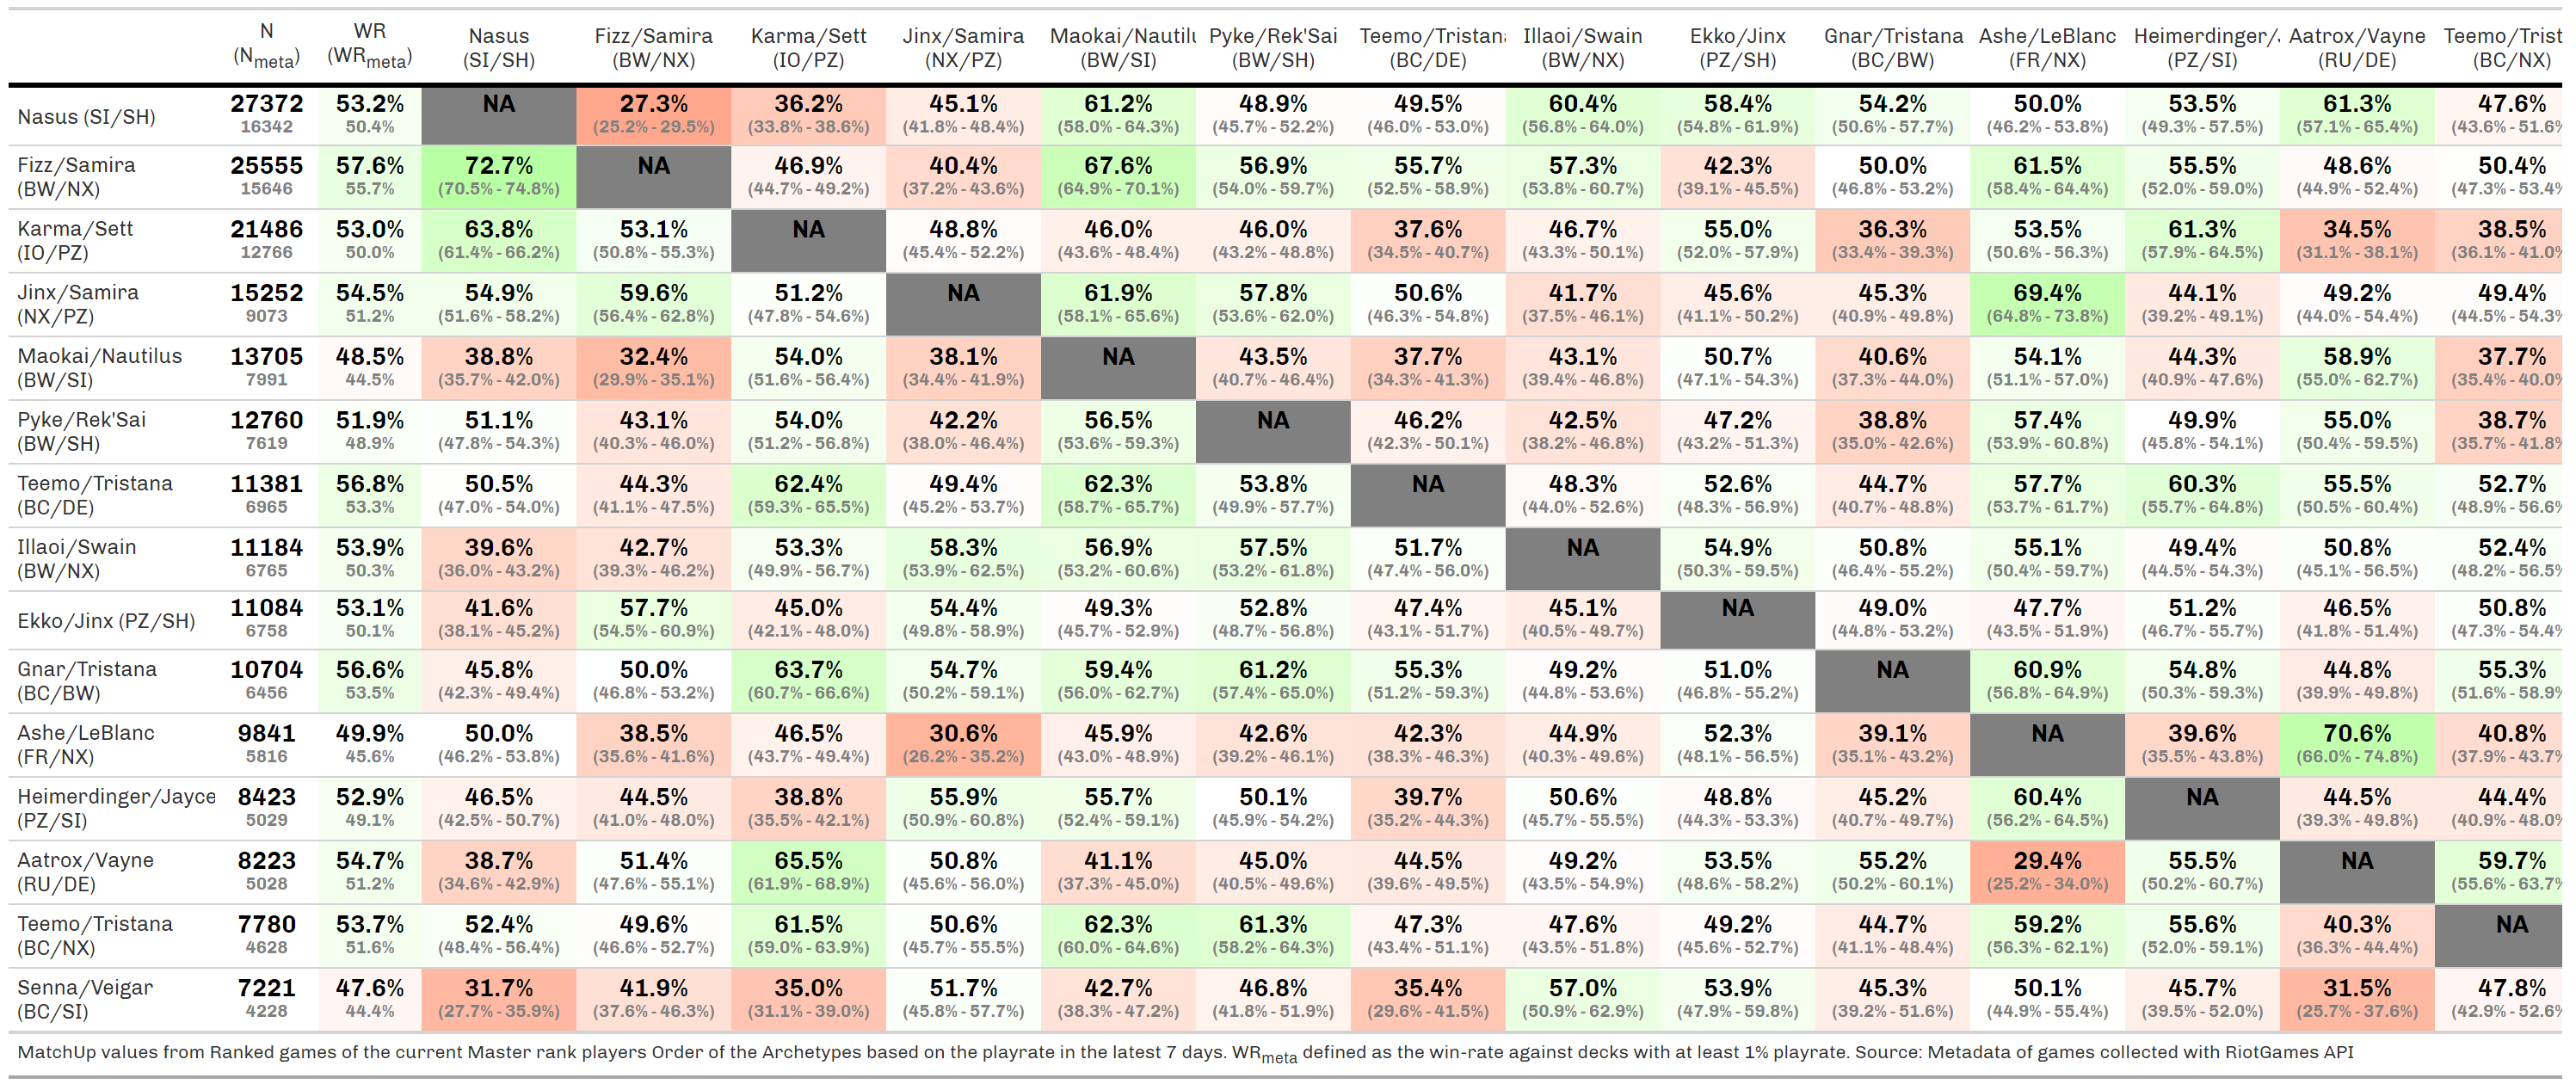 N WR Nasus Fizz/Samira Karma/Sett Jinx/Samira Maokai/Nautilu Pyke/Rek'Sai Teemo/Tristana Illaoi/Swain Ekko/Jinx Gnar/Tristana Ashe/LeBlanc Heimerdinger/J Aatrox/Vayne Teemo/Trist
(Nmeta) (WRmeta) (SI/SH) (BW/NX) (IO/PZ) (NX/PZ) (BW/SI) (BW/SH) (BC/DE) (BW/NX) (PZ/SH) (BC/BW) (FR/NX) (PZ/SI) (RU/DE) (BC/NX)
Nasus (SI/SH) 27372 53.2% NA 27.3% 36.2% 45.1% 61.2% 48.9% 49.5% 60.4% 58.4% 54.2% 50.0% 53.5% 61.3% 47.6%
16342 50.4% (25.2% - 29.5%) (33.8% - 38.6%) (41.8% - 48.4%) (58.0% - 64.3%) (45.7% - 52.2%) (46.0% - 53.0%) (56.8% - 64.0%) (54.8% - 61.9%) (50.6% - 57.7%) (46.2% - 53.8%) (49.3% - 57.5%) (57.1% - 65.4%) (43.6% - 51.6%
Fizz/Samira 25555 57.6% 72.7% NA 46.9% 40.4% 67.6% 56.9% 55.7% 57.3% 42.3% 50.0% 61.5% 55.5% 48.6% 50.4%
(BW/NX) 15646 55.7% (70.5% - 74.8%) (44.7% - 49.2%) (37.2% - 43.6%) (64.9% - 70.1%) (54.0% - 59.7%) (52.5% - 58.9%) (53.8% - 60.7%) (39.1% - 45.5%) (46.8% - 53.2%) (58.4% - 64.4%) (52.0% - 59.0%) (44.9% - 52.4%) (47.3% - 53.4%
Karma/Sett 21486 53.0% 63.8% 53.1% NA 48.8% 46.0% 46.0% 37.6% 46.7% 55.0% 36.3% 53.5% 61.3% 34.5% 38.5%
(IO/PZ) 12766 50.0% (61.4% - 66.2%) (50.8% - 55.3%) (45.4% - 52.2%) (43.6% - 48.4%) (43.2% - 48.8%) (34.5% - 40.7%) (43.3% - 50.1%) (52.0% - 57.9%) (33.4% - 39.3%) (50.6% - 56.3%) (57.9% - 64.5%) (31.1% - 38.1%) (36.1% - 41.0%
Jinx/Samira 15252 54.5% 54.9% 59.6% 51.2% NA 61.9% 57.8% 50.6% 41.7% 45.6% 45.3% 69.4% 44.1% 49.2% 49.4%
(NX/PZ) 9073 51.2% (51.6% - 58.2%) (56.4% - 62.8%) (47.8% - 54.6%) (58.1% - 65.6%) (53.6% - 62.0%) (46.3% - 54.8%) (37.5% - 46.1%) (41.1% - 50.2%) (40.9% - 49.8%) (64.8% - 73.8%) (39.2% - 49.1%) (44.0% - 54.4%) (44.5% - 54.3%
Maokai/Nautilus 13705 48.5% 38.8% 32.4% 54.0% 38.1% NA 43.5% 37.7% 43.1% 50.7% 40.6% 54.1% 44.3% 58.9% 37.7%
(BW/SI) 7991 44.5% (35.7% - 42.0%) (29.9% - 35.1%) (51.6% - 56.4%) (34.4% - 41.9%) (40.7% - 46.4%) (34.3% - 41.3%) (39.4% - 46.8%) (47.1% - 54.3%) (37.3% - 44.0%) (51.1% - 57.0%) (40.9% - 47.6%) (55.0% - 62.7%) (35.4% - 40.0%
Pyke/Rek'Sai 12760 51.9% 51.1% 43.1% 54.0% 42.2% 56.5% NA 46.2% 42.5% 47.2% 38.8% 57.4% 49.9% 55.0% 38.7%
(BW/SH) 7619 48.9% (47.8% - 54.3%) (40.3% - 46.0%) (51.2% - 56.8%) (38.0% - 46.4%) (53.6% - 59.3%) (42.3% - 50.1%) (38.2% - 46.8%) (43.2% - 51.3%) (35.0% - 42.6%) (53.9% - 60.8%) (45.8% - 54.1%) (50.4% - 59.5%) (35.7% - 41.8%
Teemo/Tristana 11381 56.8% 50.5% 44.3% 62.4% 49.4% 62.3% 53.8% NA 48.3% 52.6% 44.7% 57.7% 60.3% 55.5% 52.7%
(BC/DE) 6965 53.3% (47.0% - 54.0%) (41.1% - 47.5%) (59.3% - 65.5%) (45.2% - 53.7%) (58.7% - 65.7%) (49.9% - 57.7%) (44.0% - 52.6%) (48.3% - 56.9%) (40.7% - 48.8%) (53.7% - 61.7%) (55.7% - 64.8%) (50.5% - 60.4%) (48.9% - 56.6%
Illaoi/Swain 11184 53.9% 39.6% 42.7% 53.3% 58.3% 56.9% 57.5% 51.7% NA 54.9% 50.8% 55.1% 49.4% 50.8% 52.4%
(BW/NX) 6765 50.3% (36.0% - 43.2%) (39.3% - 46.2%) (49.9% - 56.7%) (53.9% - 62.5%) (53.2% - 60.6%) (53.2% - 61.8%) (47.4% - 56.0%) (50.3% - 59.5%) (46.4% - 55.2%) (50.4% - 59.7%) (44.5% - 54.3%) (45.1% - 56.5%) (48.2% - 56.5%
Ekko/Jinx (PZ/SH) 11084 53.1% 41.6% 57.7% 45.0% 54.4% 49.3% 52.8% 47.4% 45.1% NA 49.0% 47.7% 51.2% 46.5% 50.8%
6758 50.1% (38.1% - 45.2%) (54.5% - 60.9%) (42.1% - 48.0%) (49.8% - 58.9%) (45.7% - 52.9%) (48.7% - 56.8%) (43.1% - 51.7%) (40.5% - 49.7%) (44.8% - 53.2%) (43.5% - 51.9%) (46.7% - 55.7%) (41.8% - 51.4%) (47.3% - 54.4%
Gnar/Tristana 10704 56.6% 45.8% 50.0% 63.7% 54.7% 59.4% 61.2% 55.3% 49.2% 51.0% NA 60.9% 54.8% 44.8% 55.3%
(BC/BW) 6456 53.5% (42.3% - 49.4%) (46.8% - 53.2%) (60.7% - 66.6%) (50.2% - 59.1%) (56.0% - 62.7%) (57.4% - 65.0%) (51.2% - 59.3%) (44.8% - 53.6%) (46.8% - 55.2%) (56.8% - 64.9%) (50.3% - 59.3%) (39.9% - 49.8%) (51.6% - 58.9%
Ashe/LeBlanc 9841 49.9% 50.0% 38.5% 46.5% 30.6% 45.9% 42.6% 42.3% 44.9% 52.3% 39.1% NA 39.6% 70.6% 40.8%
(FR/NX) 5816 45.6% (46.2% - 53.8%) (35.6% - 41.6%) (43.7% - 49.4%) (26.2% - 35.2%) (43.0% - 48.9%) (39.2% - 46.1%) (38.3% - 46.3%) (40.3% - 49.6%) (48.1% - 56.5%) (35.1% - 43.2%) (35.5% - 43.8%) (66.0% - 74.8%) (37.9% - 43.7%
Heimerdinger/Jayce 8423 52.9% 46.5% 44.5% 38.8% 55.9% 55.7% 50.1% 39.7% 50.6% 48.8% 45.2% 60.4% NA 44.5% 44.4%
(PZ/SI) 5029 49.1% (42.5% - 50.7%) (41.0% - 48.0%) (35.5% - 42.1%) (50.9% - 60.8%) (52.4% - 59.1%) (45.9% - 54.2%) (35.2% - 44.3%) (45.7% - 55.5%) (44.3% - 53.3%) (40.7% - 49.7%) (56.2% - 64.5%) (39.3% - 49.8%) (40.9% - 48.0%
Aatrox/Vayne 8223 54.7% 38.7% 51.4% 65.5% 50.8% 41.1% 45.0% 44.5% 49.2% 53.5% 55.2% 29.4% 55.5% NA 59.7%
(RU/DE) 5028 51.2% (34.6% - 42.9%) (47.6% - 55.1%) (61.9% - 68.9%) (45.6% - 56.0%) (37.3% - 45.0%) (40.5% - 49.6%) (39.6% - 49.5%) (43.5% - 54.9%) (48.6% - 58.2%) (50.2% - 60.1%) (25.2% - 34.0%) (50.2% - 60.7%) (55.6% - 63.7%
Teemo/Tristana 7780 53.7% 52.4% 49.6% 61.5% 50.6% 62.3% 61.3% 47.3% 47.6% 49.2% 44.7% 59.2% 55.6% 40.3% NA
(BC/NX) 4628 51.6% (48.4% - 56.4%) (46.6% - 52.7%) (59.0% - 63.9%) (45.7% - 55.5%) (60.0% - 64.6%) (58.2% - 64.3%) (43.4% - 51.1%) (43.5% - 51.8%) (45.6% - 52.7%) (41.1% - 48.4%) (56.3% - 62.1%) (52.0% - 59.1%) (36.3% - 44.4%)
Senna/Veigar 7221 47.6% 31.7% 41.9% 35.0% 51.7% 42.7% 46.8% 35.4% 57.0% 53.9% 45.3% 50.1% 45.7% 31.5% 47.8%
(BC/SI) 4228 44.4% (27.7% - 35.9%) (37.6% - 46.3%) (31.1% - 39.0%) (45.8% - 57.7%) (38.3% - 47.2%) (41.8% - 51.9%) (29.6% - 41.5%) (50.9% - 62.9%) (47.9% - 59.8%) (39.2% - 51.6%) (44.9% - 55.4%) (39.5% - 52.0%) (25.7% - 37.6%) (42.9% - 52.6%
MatchUp values from Ranked games of the current Master rank players Order of the Archetypes based on the playrate in the latest 7 days. WRmeta defined as the win-rate against decks with at least 1% playrate. Source: Metadata of games collected with RiotGames API